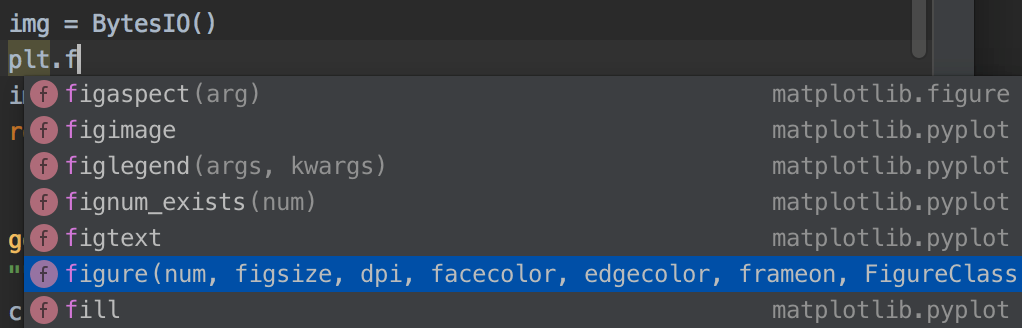 img = BytesIO()
plt.f
f figaspect(arg) matplotlib.figure
f figimage matplotlib.pyplot
f figlegend(args, kwargs) matplotlib.pyplot
f fignum_exists(num) matplotlib.pyplot
f figtext matplotlib.pyplot
f figure(num, figsize, dpi, facecolor, edgecolor, frameon, FigureClass
f fill matplotlib.pyplot